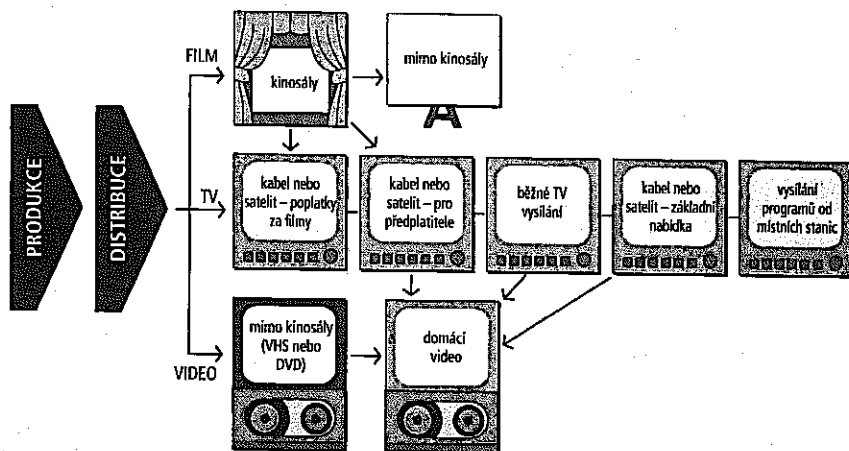 PRODUKCE
DISTRIBUCE
FILM
kinosály
mimo kinosály
TV
kabel nebo
satelit – poplatky
za filmy
kabel nebo
satelit – pro
předplatitele
běžné TV
vysílání
kabel nebo
satelit – základní
nabídka
vysílání
programů od
místních stanic
VIDEO
mimo kinosály
(VHS nebo
DVD)
domácí
video